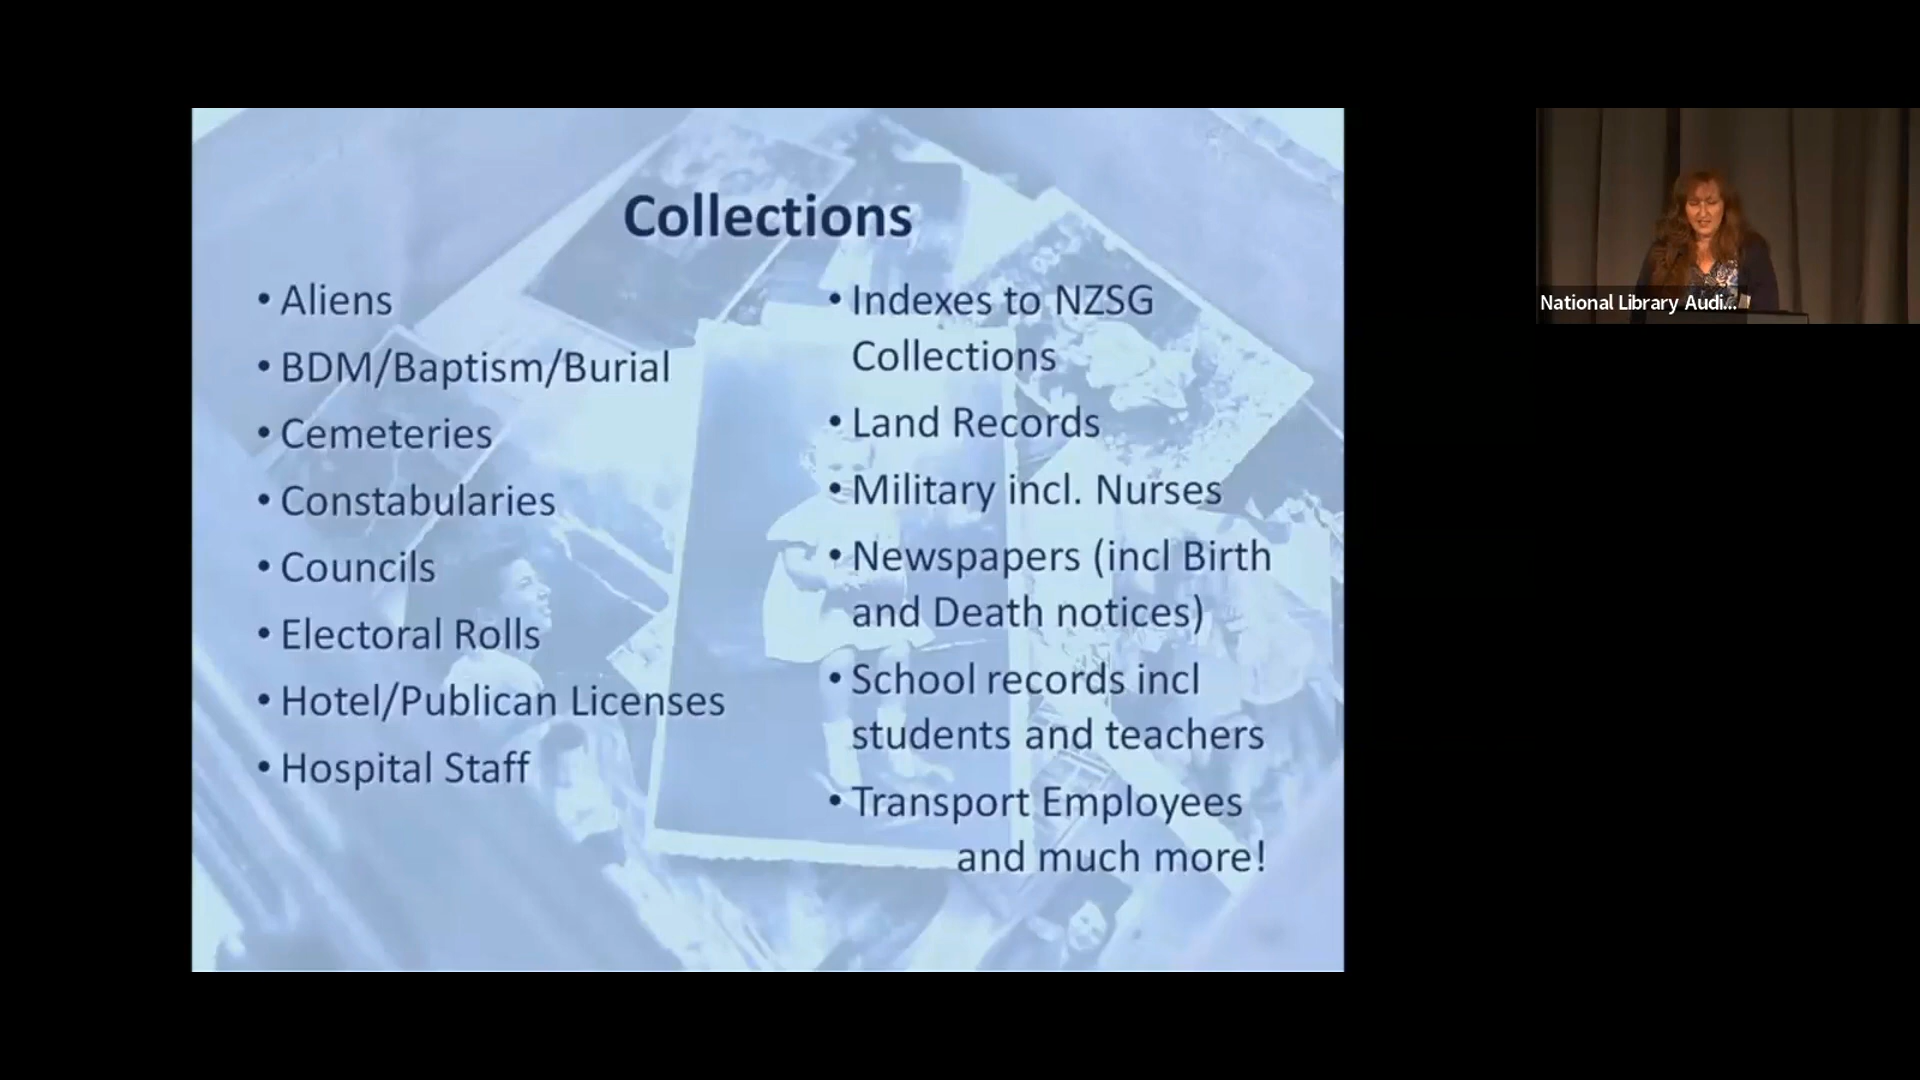 Collections
• Aliens
• BDM/Baptism/Burial
• Cemeteries
• Constabularies
• Councils
• Electoral Rolls
• Hotel/Publican Licenses
• Hospital Staff
• Indexes to NZSG
Collections
• Land Records
• Military incl. Nurses
• Newspapers (incl Birth
and Death notices)
• School records incl
students and teachers
• Transport Employees
and much more!
National Library Audi...